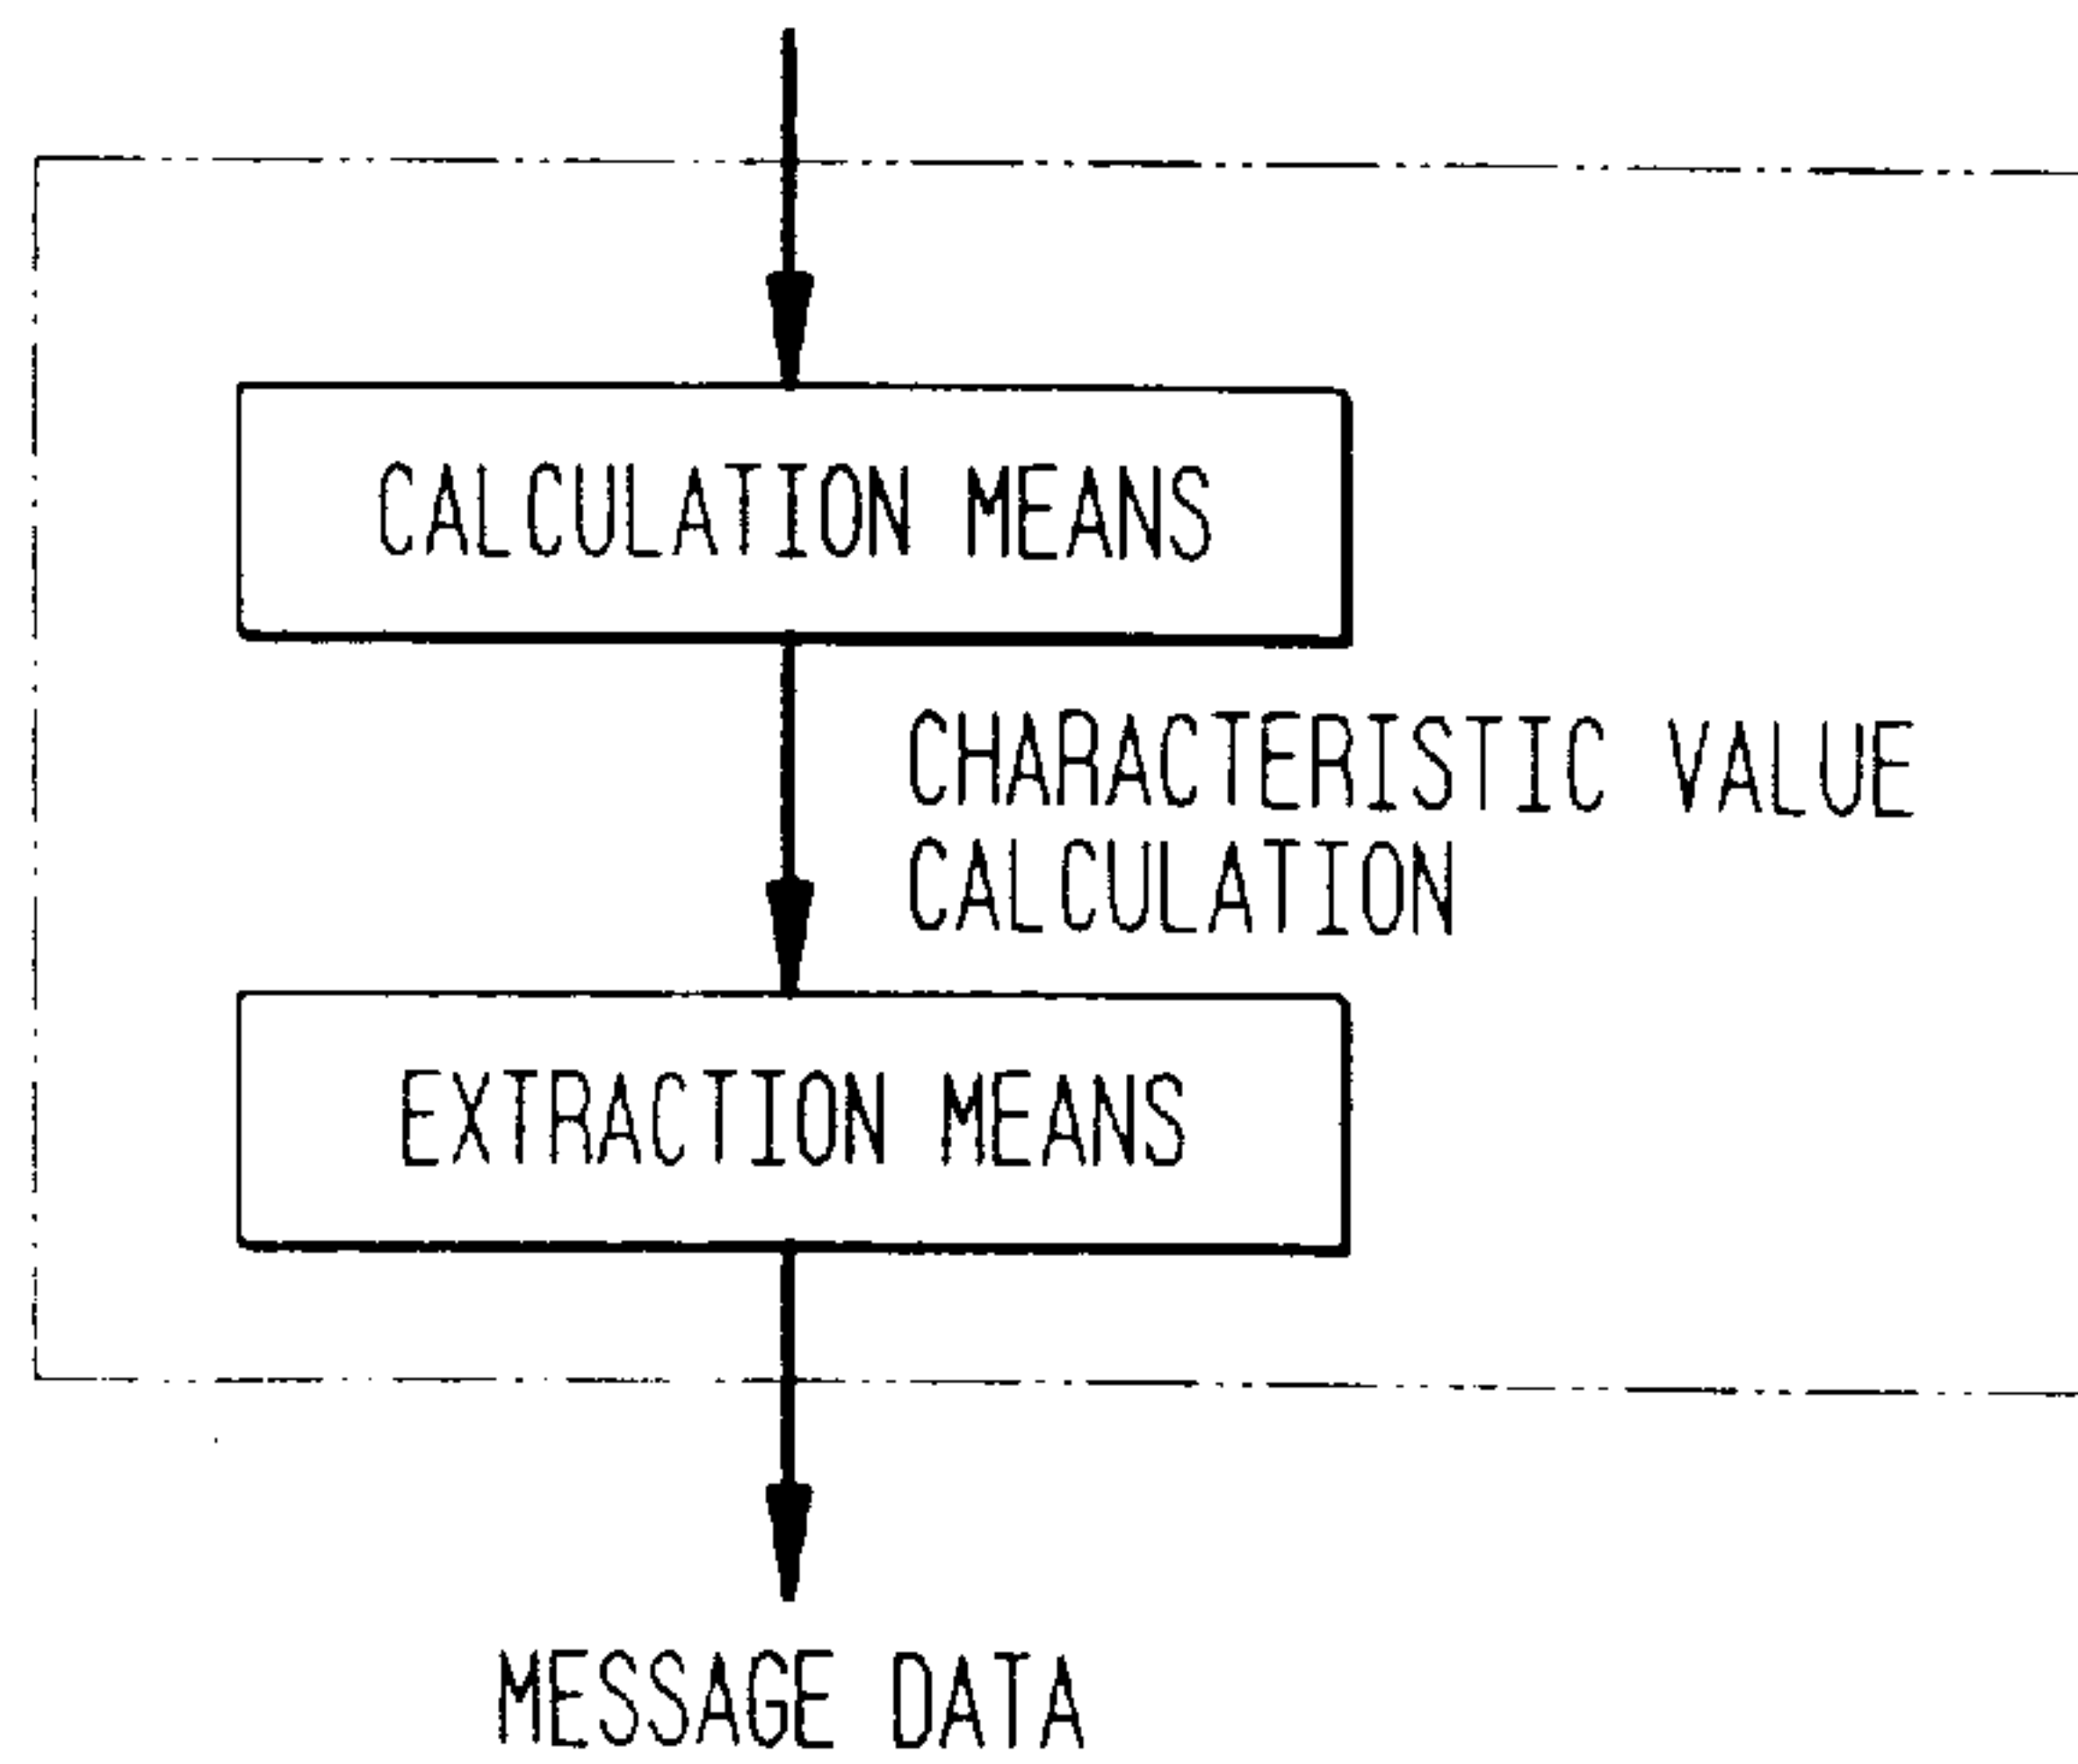 CALCULATION MEANS
CHARACTERISTIC VALUE
CALCULATION
EXTRACTION MEANS
MESSAGE DATA